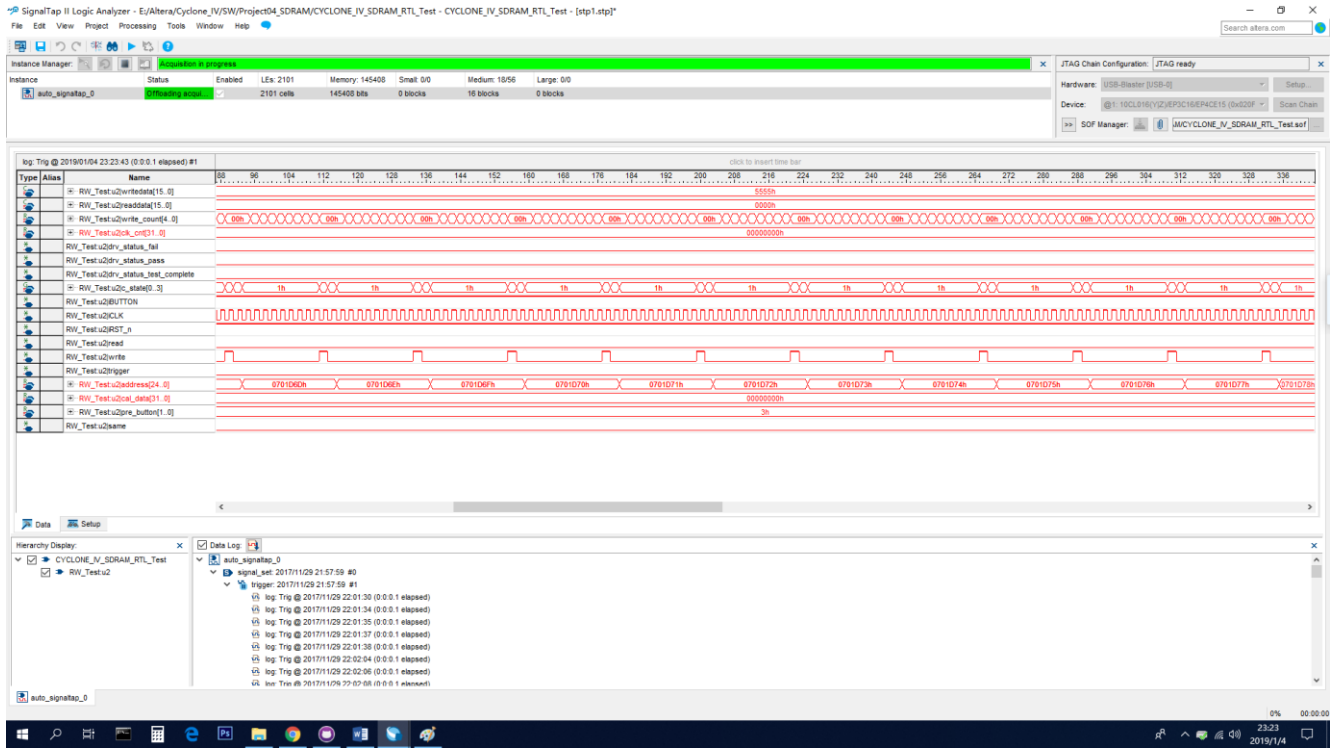 SignalTap II Logic Analyzer - E:/Altera/Cyclone_IV/SW/Project04_SDRAM/CYCLONE_IV_SDRAM_RTL_Test - CYCLONE_IV_SDRAM_RTL_Test - [stp1.stp]*
File Edit View Project Processing Tools Window Help
Search altera.com
Instance Manager: Acquisition in progress
JTAG Chain Configuration: JTAG ready
Instance Status Enabled LEs: 2101 Memory: 145408 Small: 0/0 Medium: 18/56 Large: 0/0
auto_signaltap_0 Offloading acqui... 2101 cells 145408 bits 0 blocks 16 blocks 0 blocks
Hardware: USB-Blaster [USB-0] Setup...
Device: @1: 10CL016(Y|Z)/EP3C16/EP4CE15 (0x020F Scan Chain
>> SOF Manager: W/CYCLONE_IV_SDRAM_RTL_Test.sof ...
log: Trig @ 2019/01/04 23:23:43 (0:0:0.1 elapsed) #1
click to insert time bar
Type Alias Name
88 96 104 112 120 128 136 144 152 160 168 176 184 192 200 208 216 224 232 240 248 256 264 272 280 288 296 304 312 320 328 336
RW_Test:u2|writedata[15..0] 5555h
RW_Test:u2|readdata[15..0] 0000h
RW_Test:u2|write_count[4..0] 00h 00h 00h 00h 00h 00h 00h 00h 00h 00h 00h 00h
RW_Test:u2|clk_cnt[31..0] 00000000h
RW_Test:u2|drv_status_fail
RW_Test:u2|drv_status_pass
RW_Test:u2|drv_status_test_complete
RW_Test:u2|c_state[0..3] 1h 1h 1h 1h 1h 1h 1h 1h 1h 1h 1h 1h
RW_Test:u2|iBUTTON
RW_Test:u2|iCLK
RW_Test:u2|iRST_n
RW_Test:u2|read
RW_Test:u2|write
RW_Test:u2|trigger
RW_Test:u2|address[24..0] 0701D6Dh 0701D6Eh 0701D6Fh 0701D70h 0701D71h 0701D72h 0701D73h 0701D74h 0701D75h 0701D76h 0701D77h 0701D78h
RW_Test:u2|cal_data[31..0] 00000000h
RW_Test:u2|pre_button[1..0] 3h
RW_Test:u2|same
Data Setup
Hierarchy Display:
Data Log:
CYCLONE_IV_SDRAM_RTL_Test
RW_Test:u2
auto_signaltap_0
signal_set: 2017/11/29 21:57:59 #0
trigger: 2017/11/29 21:57:59 #1
log: Trig @ 2017/11/29 22:01:30 (0:0:0.1 elapsed)
log: Trig @ 2017/11/29 22:01:34 (0:0:0.1 elapsed)
log: Trig @ 2017/11/29 22:01:35 (0:0:0.1 elapsed)
log: Trig @ 2017/11/29 22:01:37 (0:0:0.1 elapsed)
log: Trig @ 2017/11/29 22:01:38 (0:0:0.1 elapsed)
log: Trig @ 2017/11/29 22:02:04 (0:0:0.1 elapsed)
log: Trig @ 2017/11/29 22:02:06 (0:0:0.1 elapsed)
log: Trig @ 2017/11/29 22:02:08 (0:0:0.1 elapsed)
auto_signaltap_0
0% 00:00:00
Ps
23:23
2019/1/4